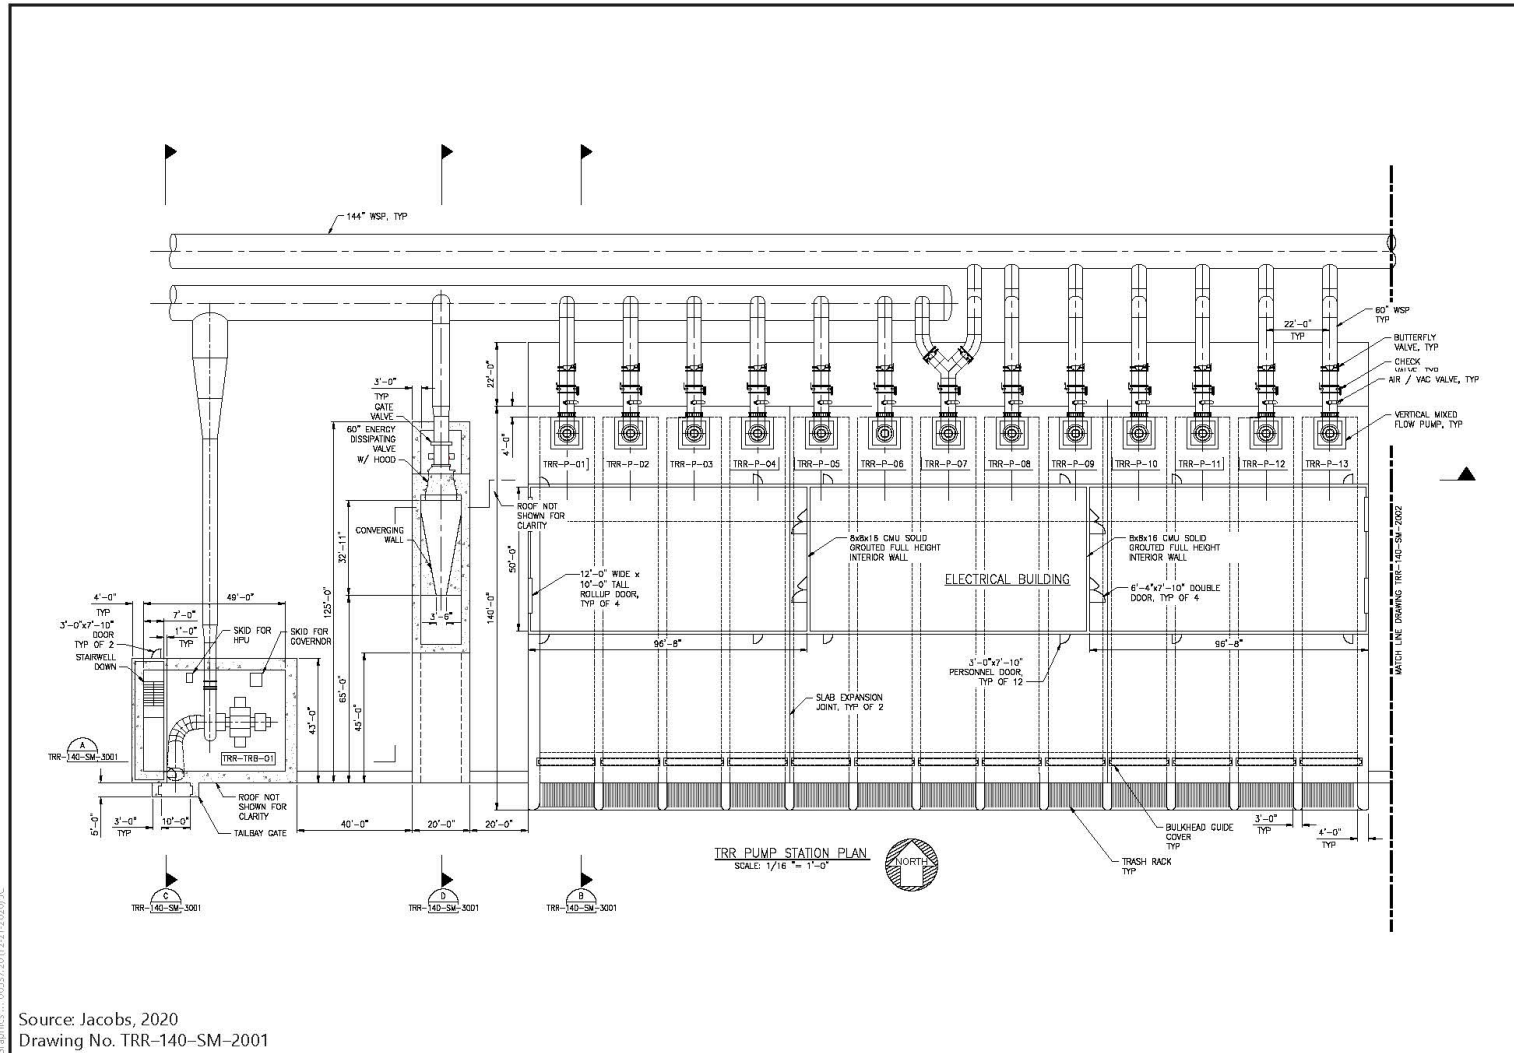 144" WSP, TYP
60" WSP
TYP
22'-0"
TYP
BUTTERFLY
VALVE, TYP
CHECK
VALVE, TYP
AIR / VAC VALVE, TYP
VERTICAL MIXED
FLOW PUMP, TYP
22'-0"
4'-0"
3'-0"
TYP
GATE
VALVE
60" ENERGY
DISSIPATING
VALVE
W/ HOOD
TRR-P-01
TRR-P-02
TRR-P-03
TRR-P-04
TRR-P-05
TRR-P-06
TRR-P-07
TRR-P-08
TRR-P-09
TRR-P-10
TRR-P-11
TRR-P-12
TRR-P-13
ROOF NOT
SHOWN FOR
CLARITY
CONVERGING
WALL
32'-11"
50'-0"
125'-0"
140'-0"
8x8x16 CMU SOLID
GROUTED FULL HEIGHT
INTERIOR WALL
8x8x16 CMU SOLID
GROUTED FULL HEIGHT
INTERIOR WALL
ELECTRICAL BUILDING
12'-0" WIDE x
10'-0" TALL
ROLLUP DOOR,
TYP OF 4
6'-4"x7'-10" DOUBLE
DOOR, TYP OF 4
MATCH LINE DRAWING TRR-140-SM-2002
3'-6"
4'-0"
TYP
49'-0"
7'-0"
3'-0"x7'-10"
DOOR
TYP OF 2
1'-0"
TYP
SKID FOR
HPU
SKID FOR
GOVERNOR
STAIRWELL
DOWN
96'-8"
96'-8"
3'-0"x7'-10"
PERSONNEL DOOR,
TYP OF 12
65'-0"
45'-0"
43'-0"
SLAB EXPANSION
JOINT, TYP OF 2
A
TRR-140-SM-3001
TRR-TRB-01
ROOF NOT
SHOWN FOR
CLARITY
5'-0"
3'-0"
TYP
10'-0"
TAILBAY GATE
40'-0"
20'-0"
20'-0"
BULKHEAD GUIDE
COVER
TYP
3'-0"
TYP
4'-0"
TYP
TRASH RACK
TYP
TRR PUMP STATION PLAN
SCALE: 1/16 "= 1'-0"
NORTH
C
TRR-140-SM-3001
D
TRR-140-SM-3001
B
TRR-140-SM-3001
Source: Jacobs, 2020
Drawing No. TRR–140–SM–2001